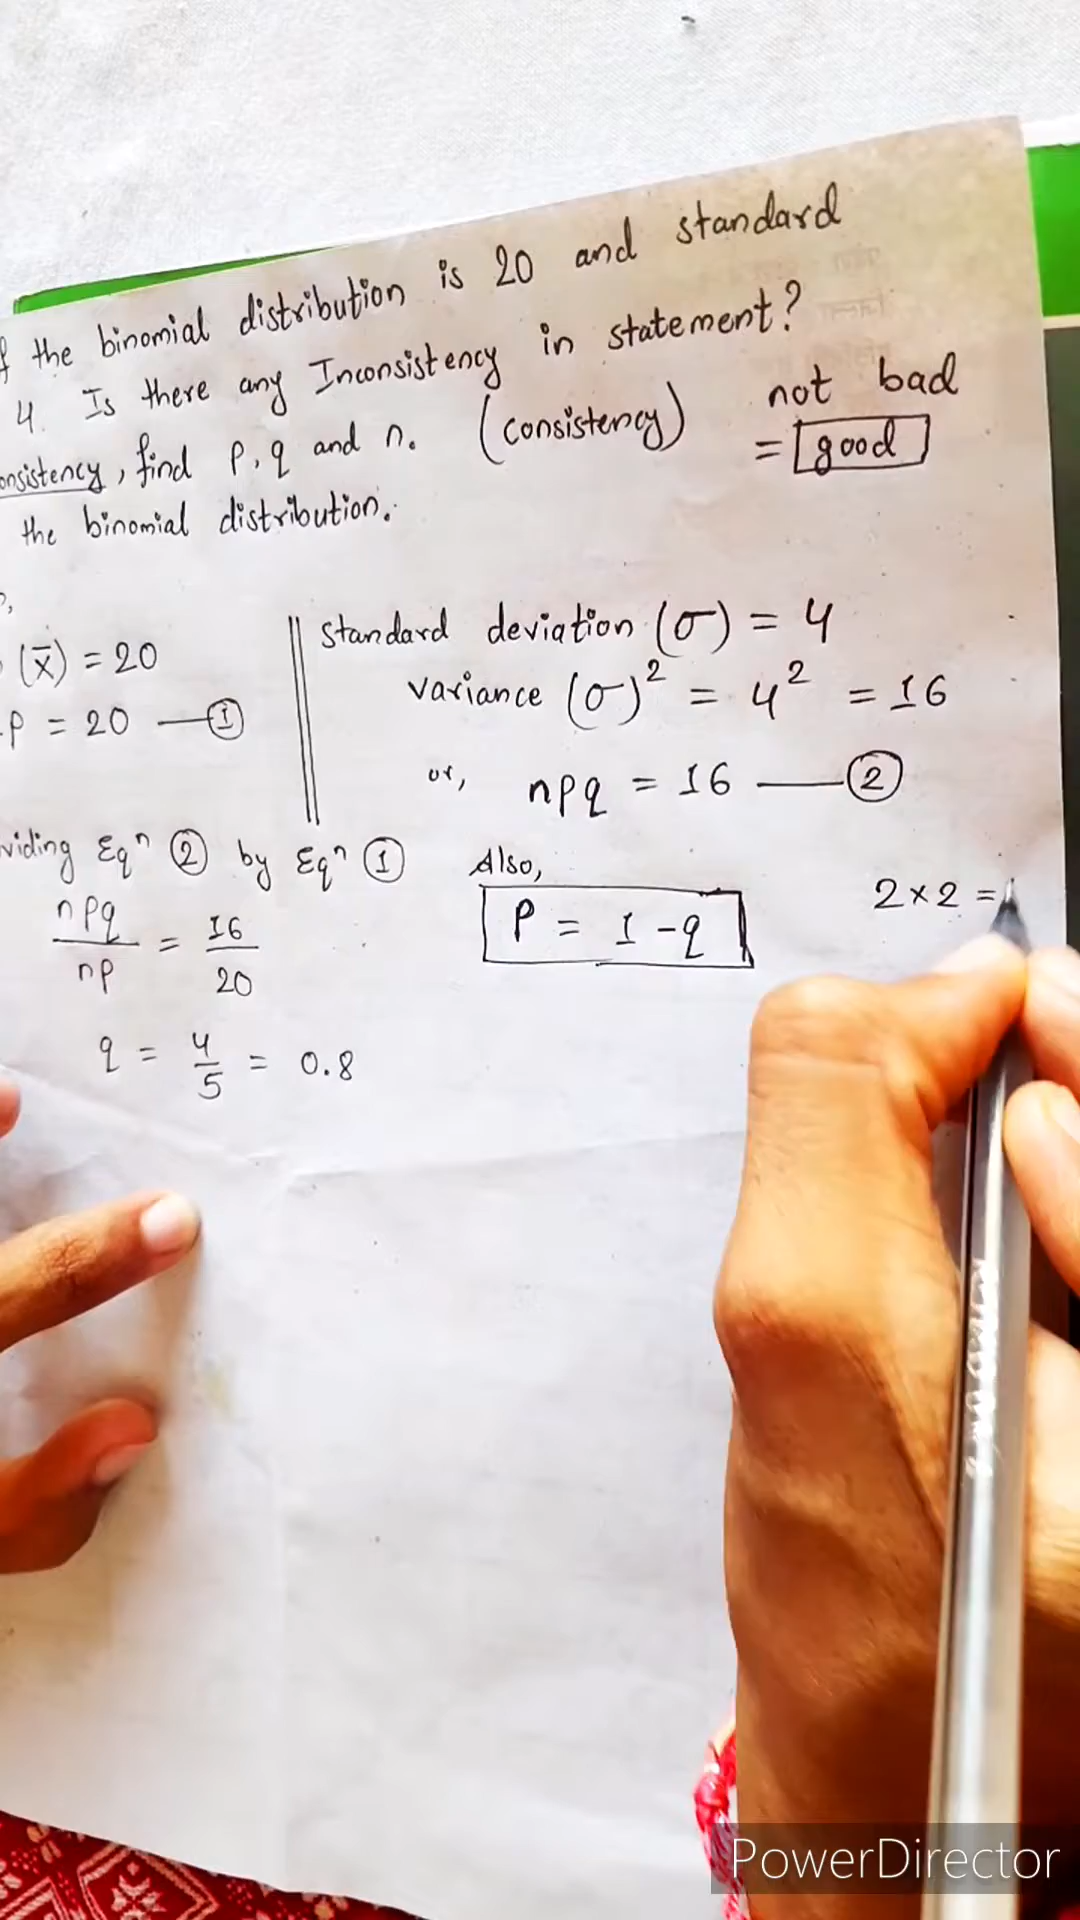 the binomial distribution is 20 and standard
4. Is there any Inconsistency in statement?
onsistency, find P, q and n. (consistency)
not bad
= good
the binomial distribution.
(x̄) = 20
P = 20 —①
Standard deviation (σ) = 4
variance (σ)² = 4² = 16
or, npq = 16 —②
viding Eqⁿ ② by Eqⁿ ①
npq/np = 16/20
q = 4/5 = 0.8
Also,
P = 1 - q
2 × 2 =
PowerDirector